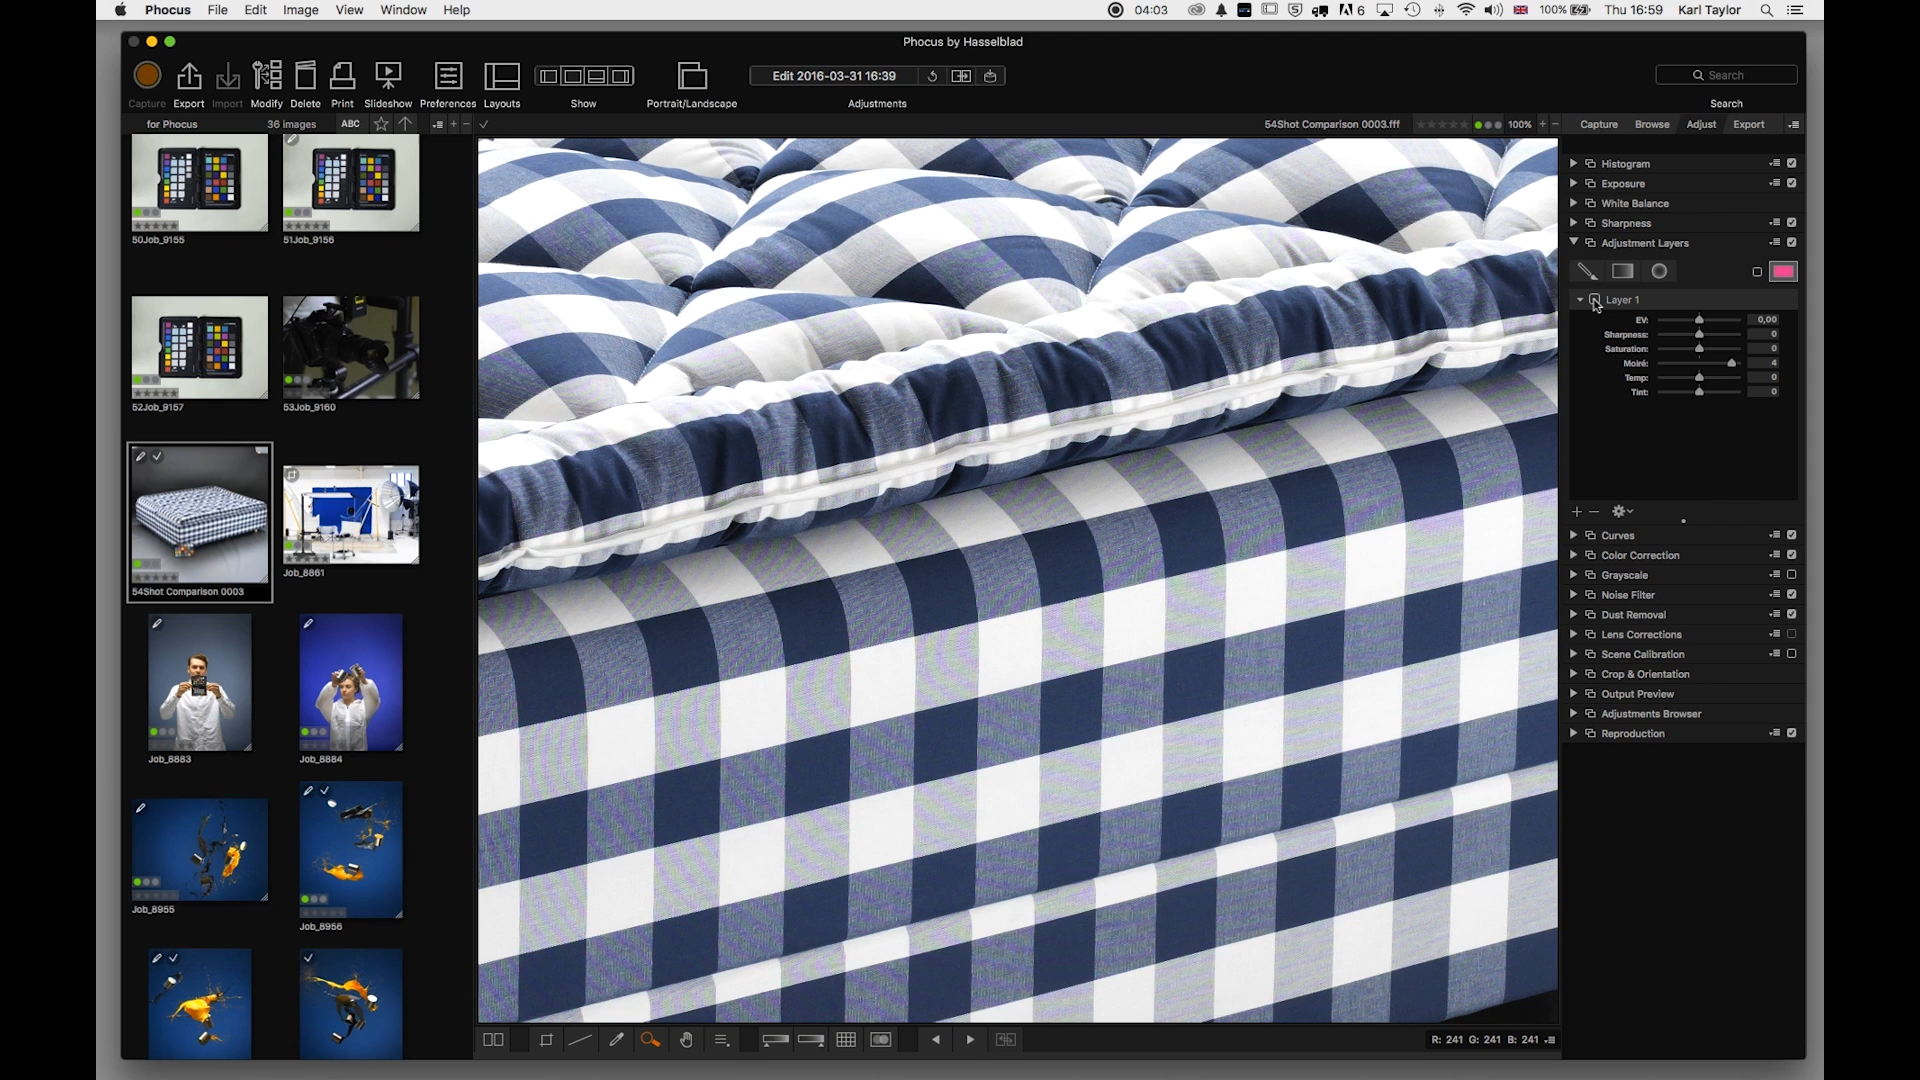 Phocus File Edit Image View Window Help
04:03 6 100% Thu 16:59 Karl Taylor
Phocus by Hasselblad
Edit 2016-03-31 16:39
Search
Capture Export Import Modify Delete Print Slideshow Preferences Layouts Show Portrait/Landscape Adjustments Search
for Phocus 36 images ABC
54Shot Comparison 0003.fff 100% + −
Capture Browse Adjust Export
50Job_9155
51Job_9156
52Job_9157
53Job_9160
54Shot Comparison 0003
Job_8861
Job_8883
Job_8884
Job_8955
Job_8956
Histogram
Exposure
White Balance
Sharpness
Adjustment Layers
Layer 1
EV: 0,00
Sharpness: 0
Saturation: 0
Moiré: 4
Temp: 0
Tint: 0
Curves
Color Correction
Grayscale
Noise Filter
Dust Removal
Lens Corrections
Scene Calibration
Crop & Orientation
Output Preview
Adjustments Browser
Reproduction
R: 241 G: 241 B: 241